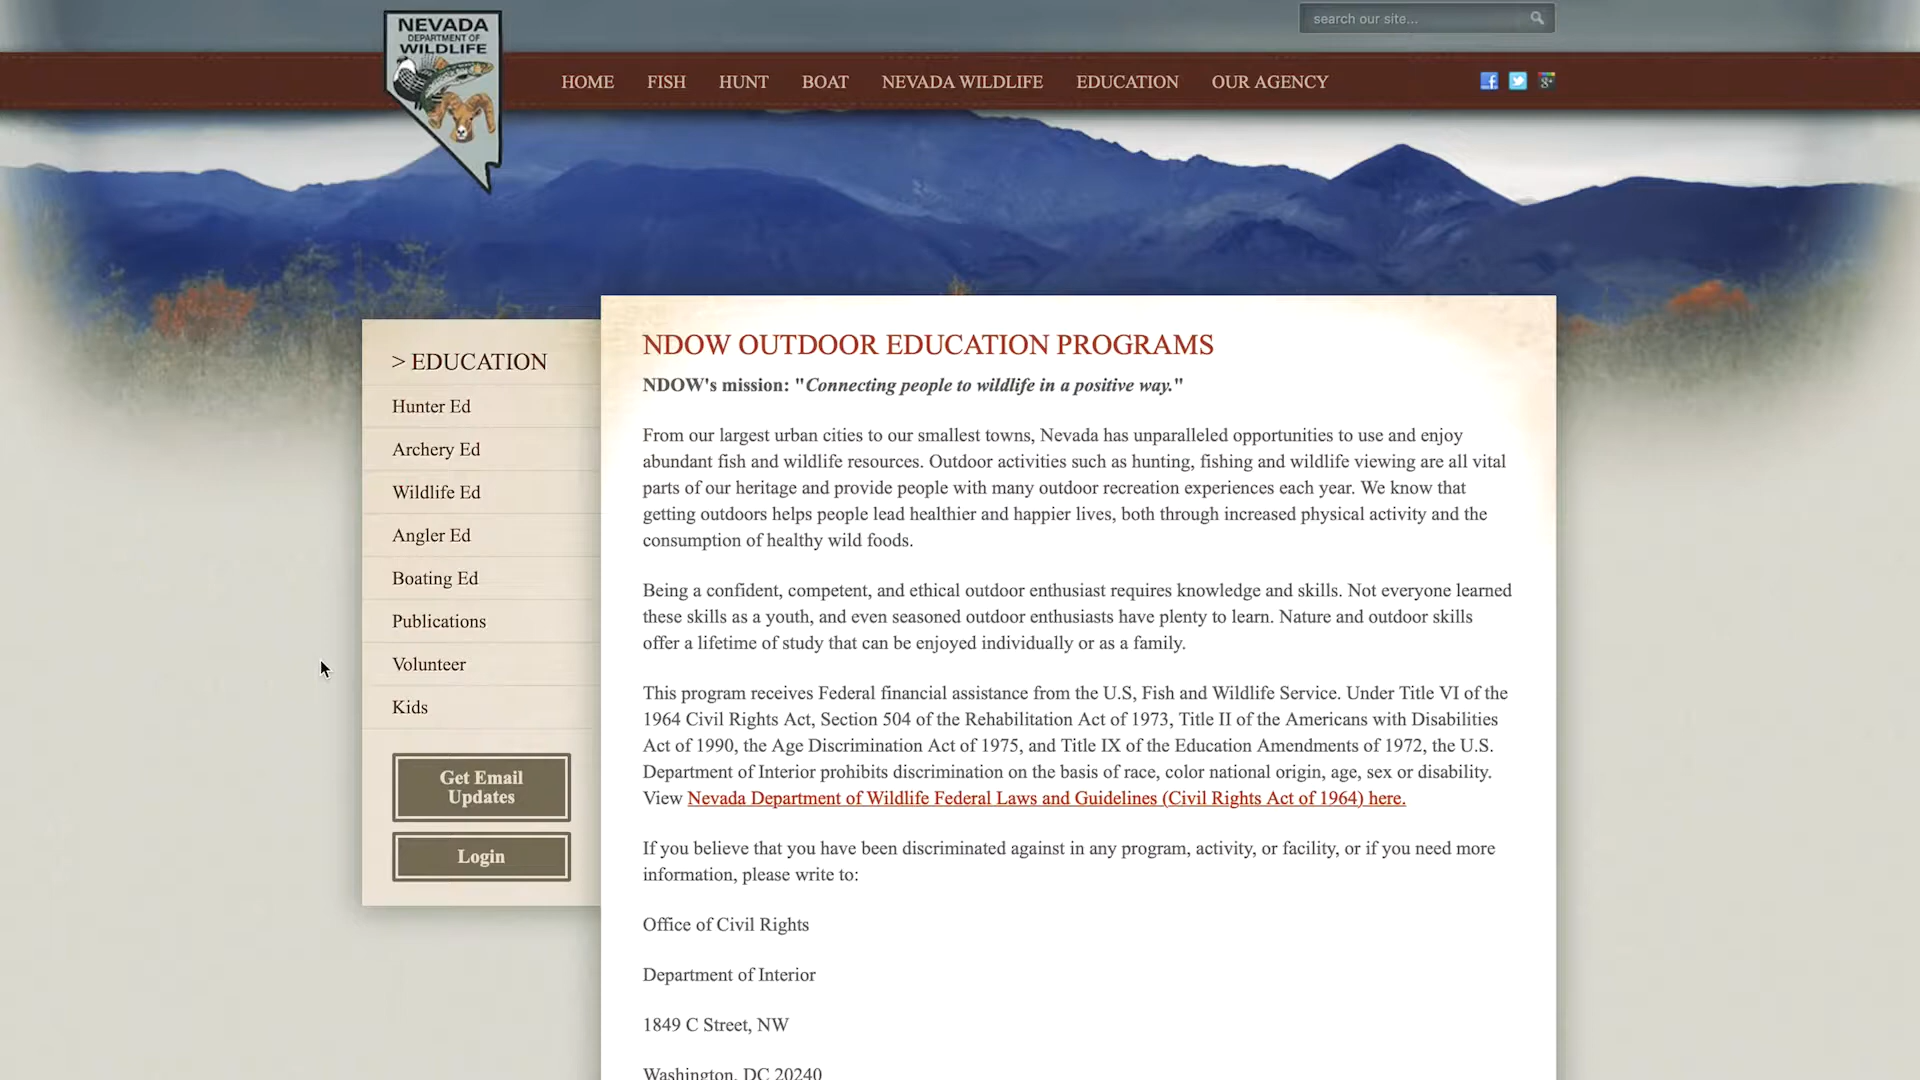 NEVADA
DEPARTMENT OF
WILDLIFE
search our site...
HOME FISH HUNT BOAT NEVADA WILDLIFE EDUCATION OUR AGENCY
> EDUCATION
Hunter Ed
Archery Ed
Wildlife Ed
Angler Ed
Boating Ed
Publications
Volunteer
Kids
Get Email
Updates
Login
NDOW OUTDOOR EDUCATION PROGRAMS
NDOW's mission: "Connecting people to wildlife in a positive way."
From our largest urban cities to our smallest towns, Nevada has unparalleled opportunities to use and enjoy
abundant fish and wildlife resources. Outdoor activities such as hunting, fishing and wildlife viewing are all vital
parts of our heritage and provide people with many outdoor recreation experiences each year. We know that
getting outdoors helps people lead healthier and happier lives, both through increased physical activity and the
consumption of healthy wild foods.
Being a confident, competent, and ethical outdoor enthusiast requires knowledge and skills. Not everyone learned
these skills as a youth, and even seasoned outdoor enthusiasts have plenty to learn. Nature and outdoor skills
offer a lifetime of study that can be enjoyed individually or as a family.
This program receives Federal financial assistance from the U.S, Fish and Wildlife Service. Under Title VI of the
1964 Civil Rights Act, Section 504 of the Rehabilitation Act of 1973, Title II of the Americans with Disabilities
Act of 1990, the Age Discrimination Act of 1975, and Title IX of the Education Amendments of 1972, the U.S.
Department of Interior prohibits discrimination on the basis of race, color national origin, age, sex or disability.
View Nevada Department of Wildlife Federal Laws and Guidelines (Civil Rights Act of 1964) here.
If you believe that you have been discriminated against in any program, activity, or facility, or if you need more
information, please write to:
Office of Civil Rights
Department of Interior
1849 C Street, NW
Washington, DC 20240